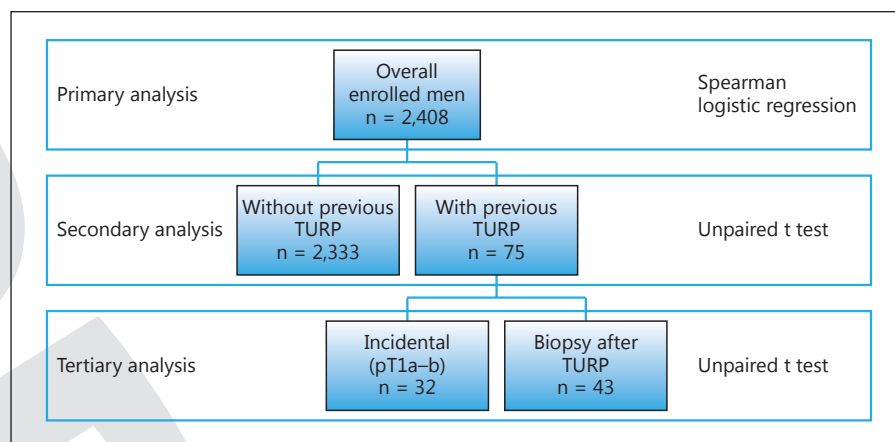 Primary analysis
Overall
enrolled men
n = 2,408
Spearman
logistic regression
Secondary analysis
Without previous
TURP
n = 2,333
With previous
TURP
n = 75
Unpaired t test
Tertiary analysis
Incidental
(pT1a–b)
n = 32
Biopsy after
TURP
n = 43
Unpaired t test